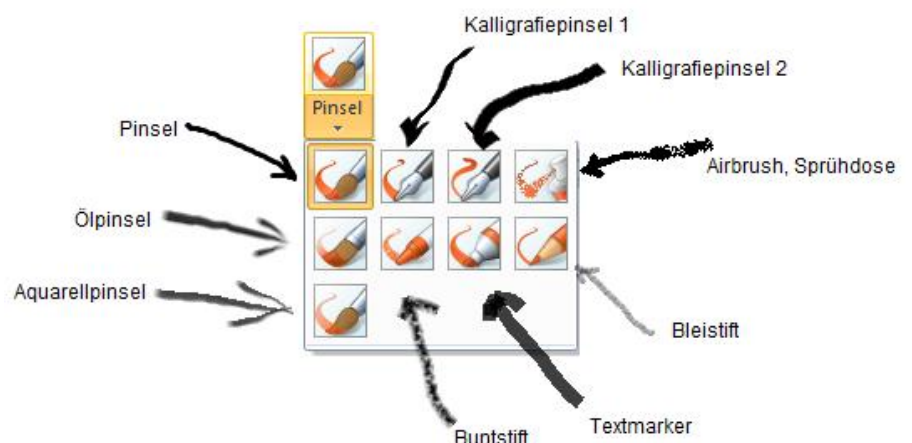 Kalligrafiepinsel 1
Kalligrafiepinsel 2
Pinsel
Pinsel
Airbrush, Sprühdose
Ölpinsel
Aquarellpinsel
Bleistift
Textmarker
Buntstift